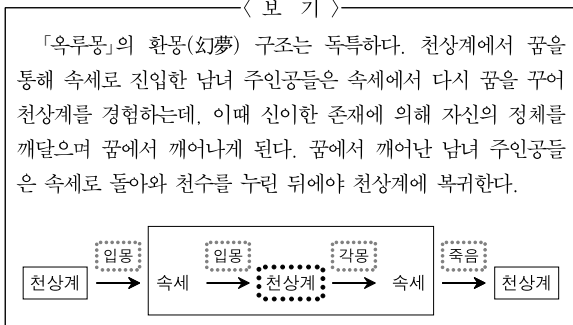 〈 보 기 〉
「옥루몽」의 환몽(幻夢) 구조는 독특하다. 천상계에서 꿈을
통해 속세로 진입한 남녀 주인공들은 속세에서 다시 꿈을 꾸어
천상계를 경험하는데, 이때 신이한 존재에 의해 자신의 정체를
깨달으며 꿈에서 깨어나게 된다. 꿈에서 깨어난 남녀 주인공들
은 속세로 돌아와 천수를 누린 뒤에야 천상계에 복귀한다.
입몽 입몽 각몽 죽음
천상계 속세 천상계 속세 천상계